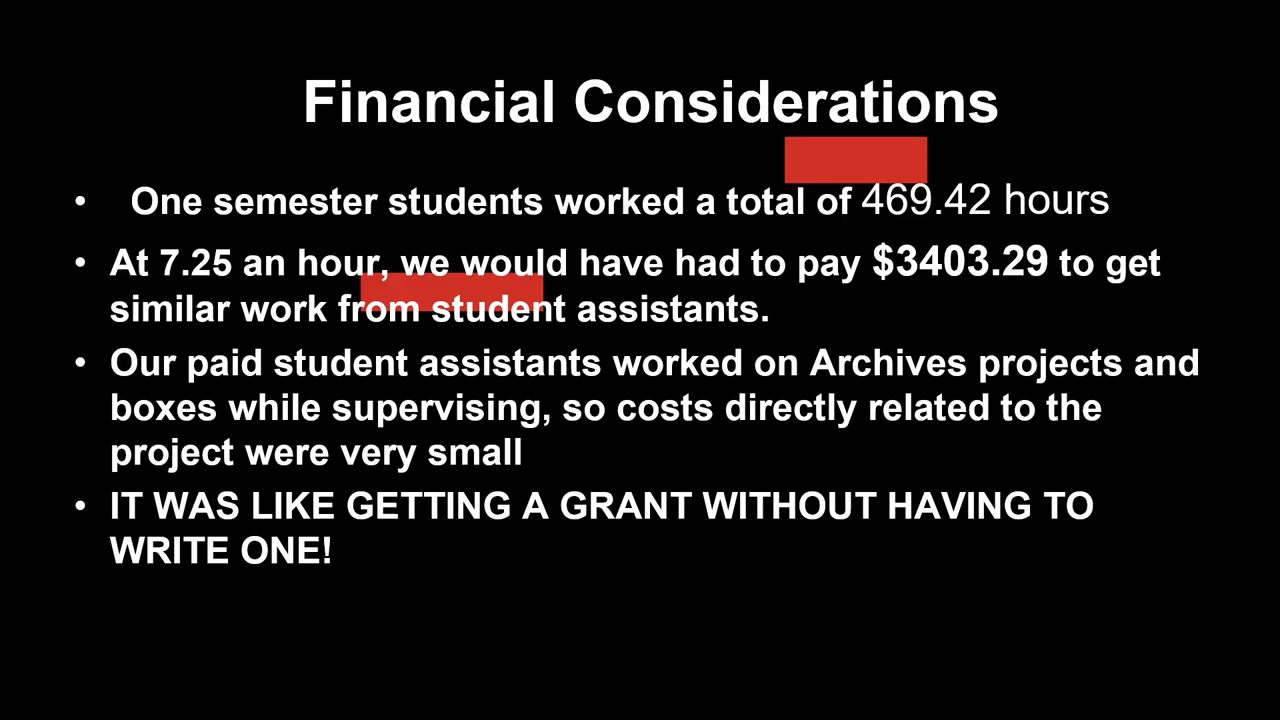 Financial Considerations
• One semester students worked a total of 469.42 hours
• At 7.25 an hour, we would have had to pay $3403.29 to get
similar work from student assistants.
• Our paid student assistants worked on Archives projects and
boxes while supervising, so costs directly related to the
project were very small
• IT WAS LIKE GETTING A GRANT WITHOUT HAVING TO
WRITE ONE!